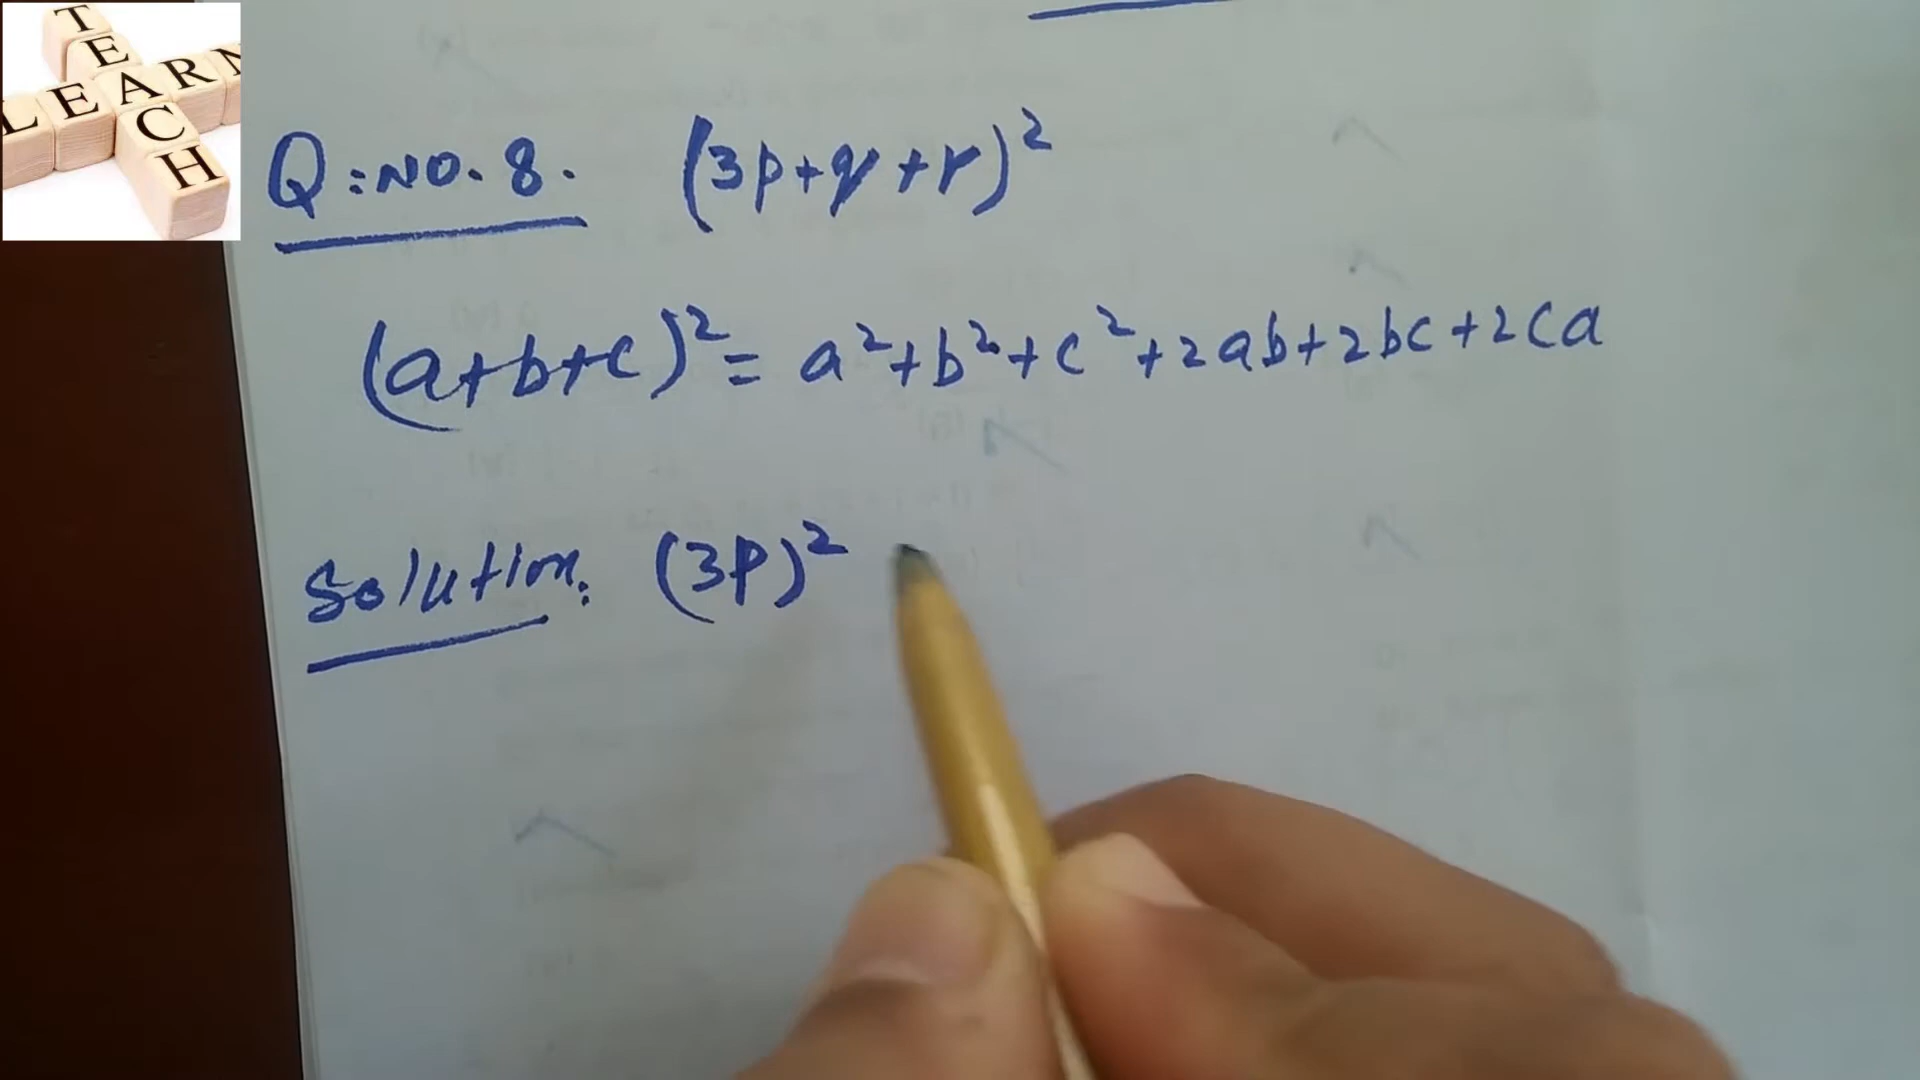 TEACH
LEARN
Q:NO.8. (3p+q+r)²
(a+b+c)²= a²+b²+c²+2ab+2bc+2ca
Solution: (3p)²